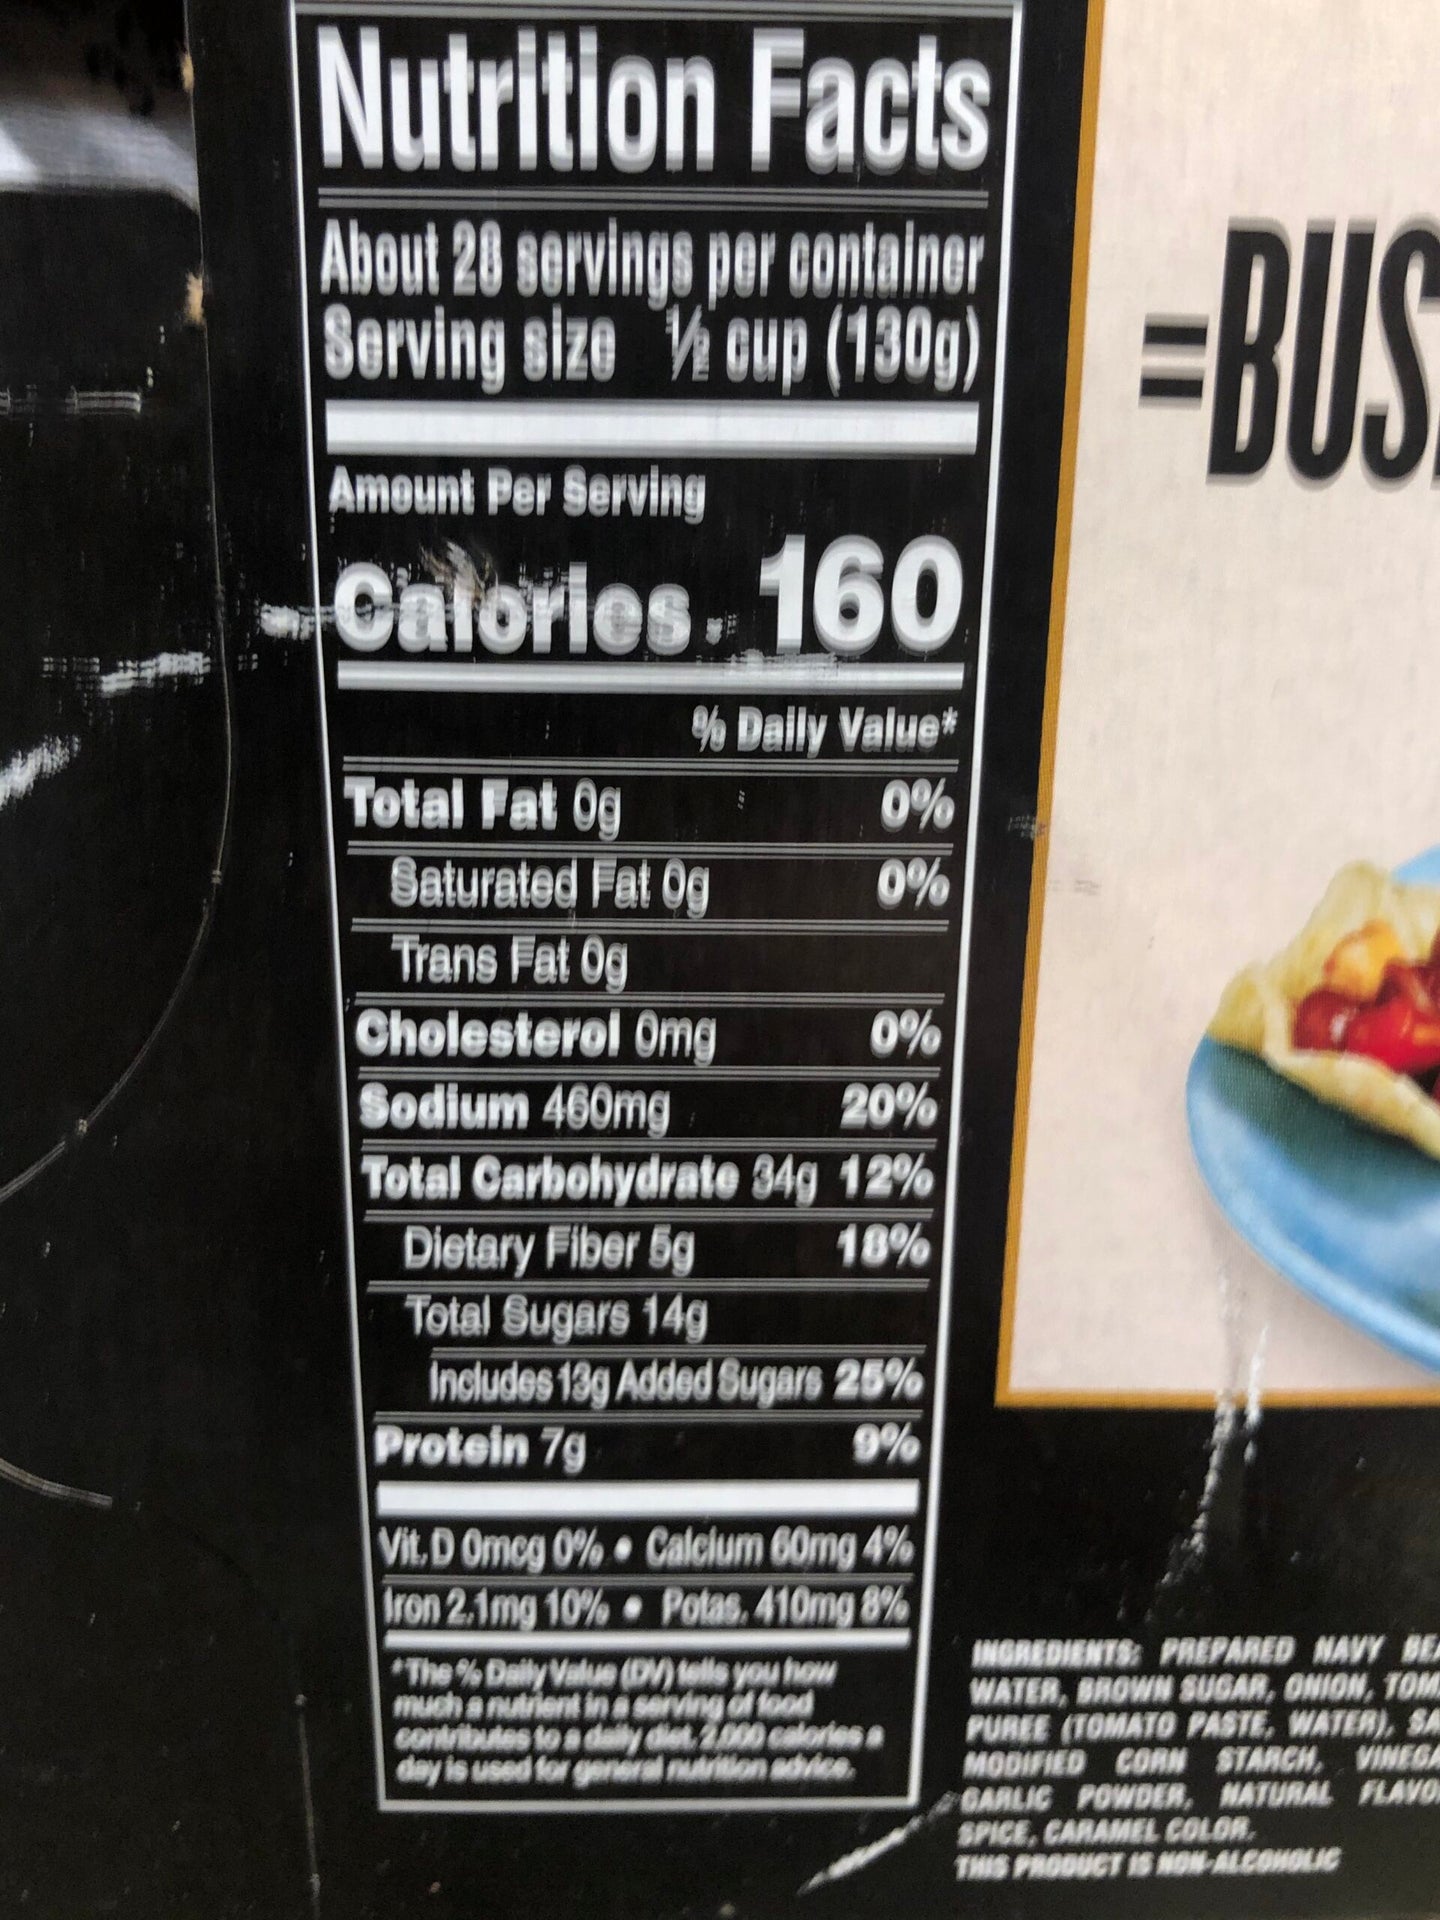 Nutrition Facts
About 28 servings per container
Serving size ½ cup (130g)
Amount Per Serving
Calories 160
% Daily Value*
Total Fat 0g 0%
Saturated Fat 0g 0%
Trans Fat 0g
Cholesterol 0mg 0%
Sodium 460mg 20%
Total Carbohydrate 34g 12%
Dietary Fiber 5g 18%
Total Sugars 14g
Includes 13g Added Sugars 25%
Protein 7g 9%
Vit. D 0mcg 0% • Calcium 60mg 4%
Iron 2.1mg 10% • Potas. 410mg 8%
*The % Daily Value (DV) tells you how
much a nutrient in a serving of food
contributes to a daily diet. 2,000 calories a
day is used for general nutrition advice.
BUS
INGREDIENTS: PREPARED NAVY BEA
WATER, BROWN SUGAR, ONION, TOM
PUREE (TOMATO PASTE, WATER), SA
MODIFIED CORN STARCH, VINEGA
GARLIC POWDER, NATURAL FLAVO
SPICE, CARAMEL COLOR.
THIS PRODUCT IS NON-ALCOHOLIC